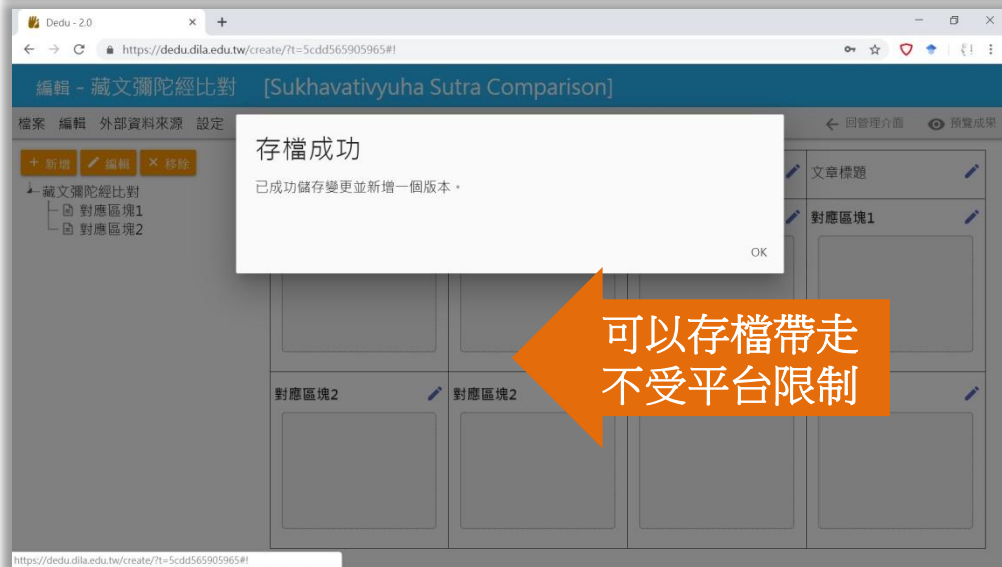 Dedu - 2.0
https://dedu.dila.edu.tw/create/?t=5cdd565905965#!
編輯 - 藏文彌陀經比對 [Sukhavativyuha Sutra Comparison]
檔案 編輯 外部資料來源 設定
回管理介面 預覽成果
+ 新增 編輯 × 移除
藏文彌陀經比對
對應區塊1
對應區塊2
存檔成功
已成功儲存變更並新增一個版本。
OK
文章標題
對應區塊1
可以存檔帶走
不受平台限制
對應區塊2 對應區塊2
https://dedu.dila.edu.tw/create/?t=5cdd565905965#!